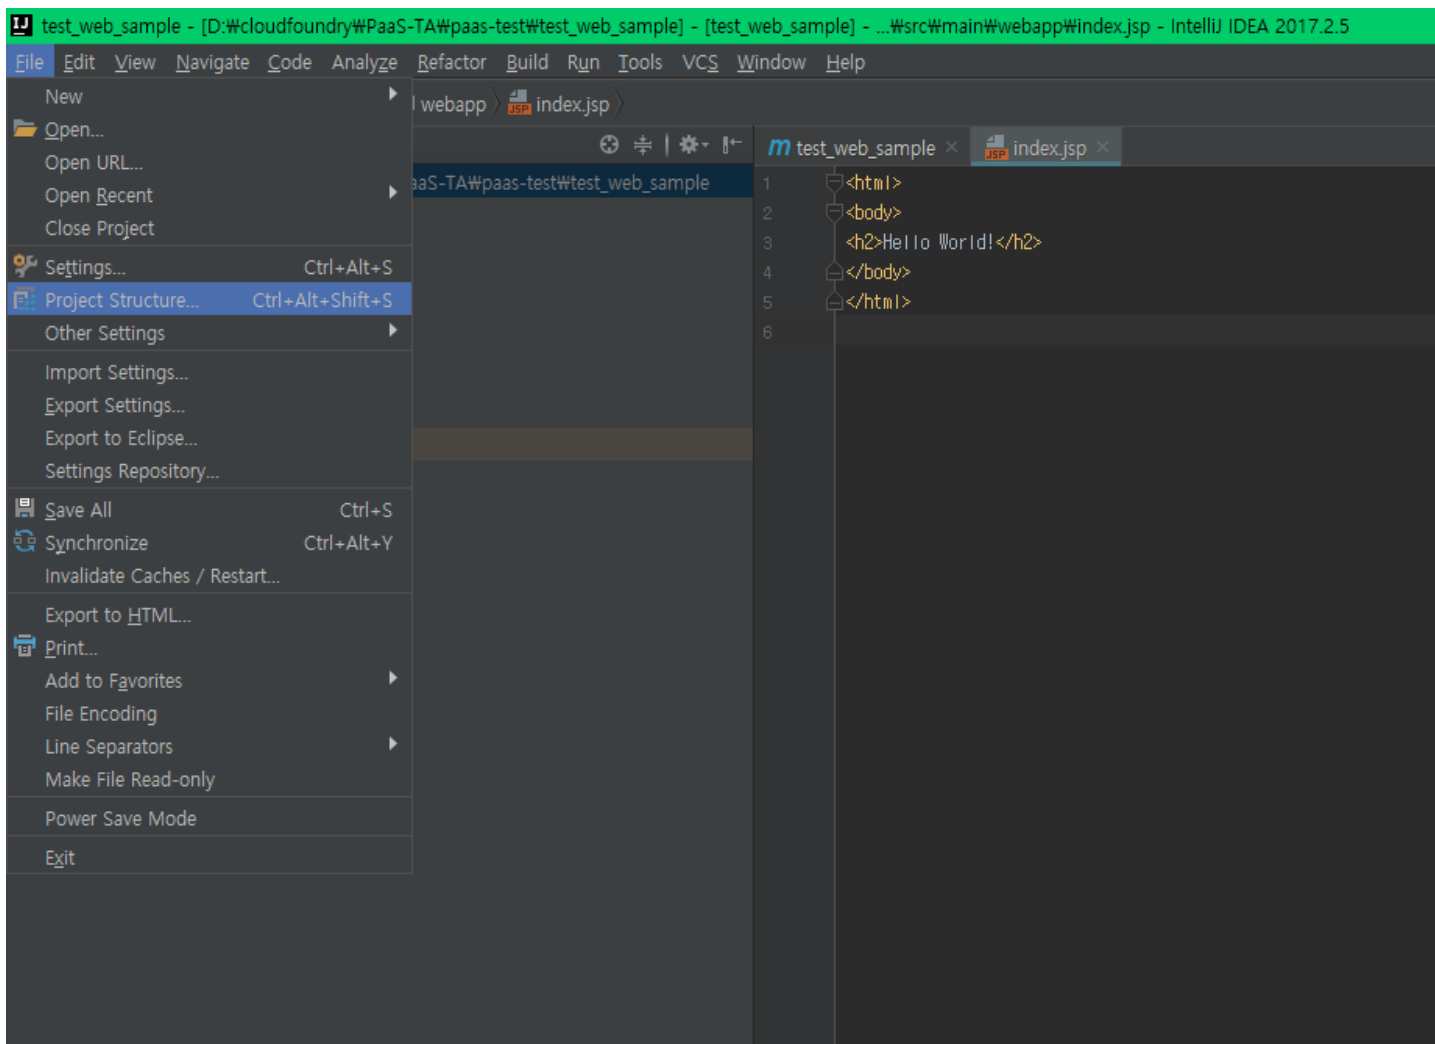 test_web_sample - [D:₩cloudfoundry₩PaaS-TA₩paas-test₩test_web_sample] - [test_web_sample] - ...₩src₩main₩webapp₩index.jsp - IntelliJ IDEA 2017.2.5
File Edit View Navigate Code Analyze Refactor Build Run Tools VCS Window Help
webapp index.jsp
New
Open...
Open URL...
Open Recent
Close Project
Settings... Ctrl+Alt+S
Project Structure... Ctrl+Alt+Shift+S
Other Settings
Import Settings...
Export Settings...
Export to Eclipse...
Settings Repository...
Save All Ctrl+S
Synchronize Ctrl+Alt+Y
Invalidate Caches / Restart...
Export to HTML...
Print...
Add to Favorites
File Encoding
Line Separators
Make File Read-only
Power Save Mode
Exit
aaS-TA₩paas-test₩test_web_sample
m test_web_sample JSP index.jsp
1 <html>
2 <body>
3 <h2>Hello World!</h2>
4 </body>
5 </html>
6